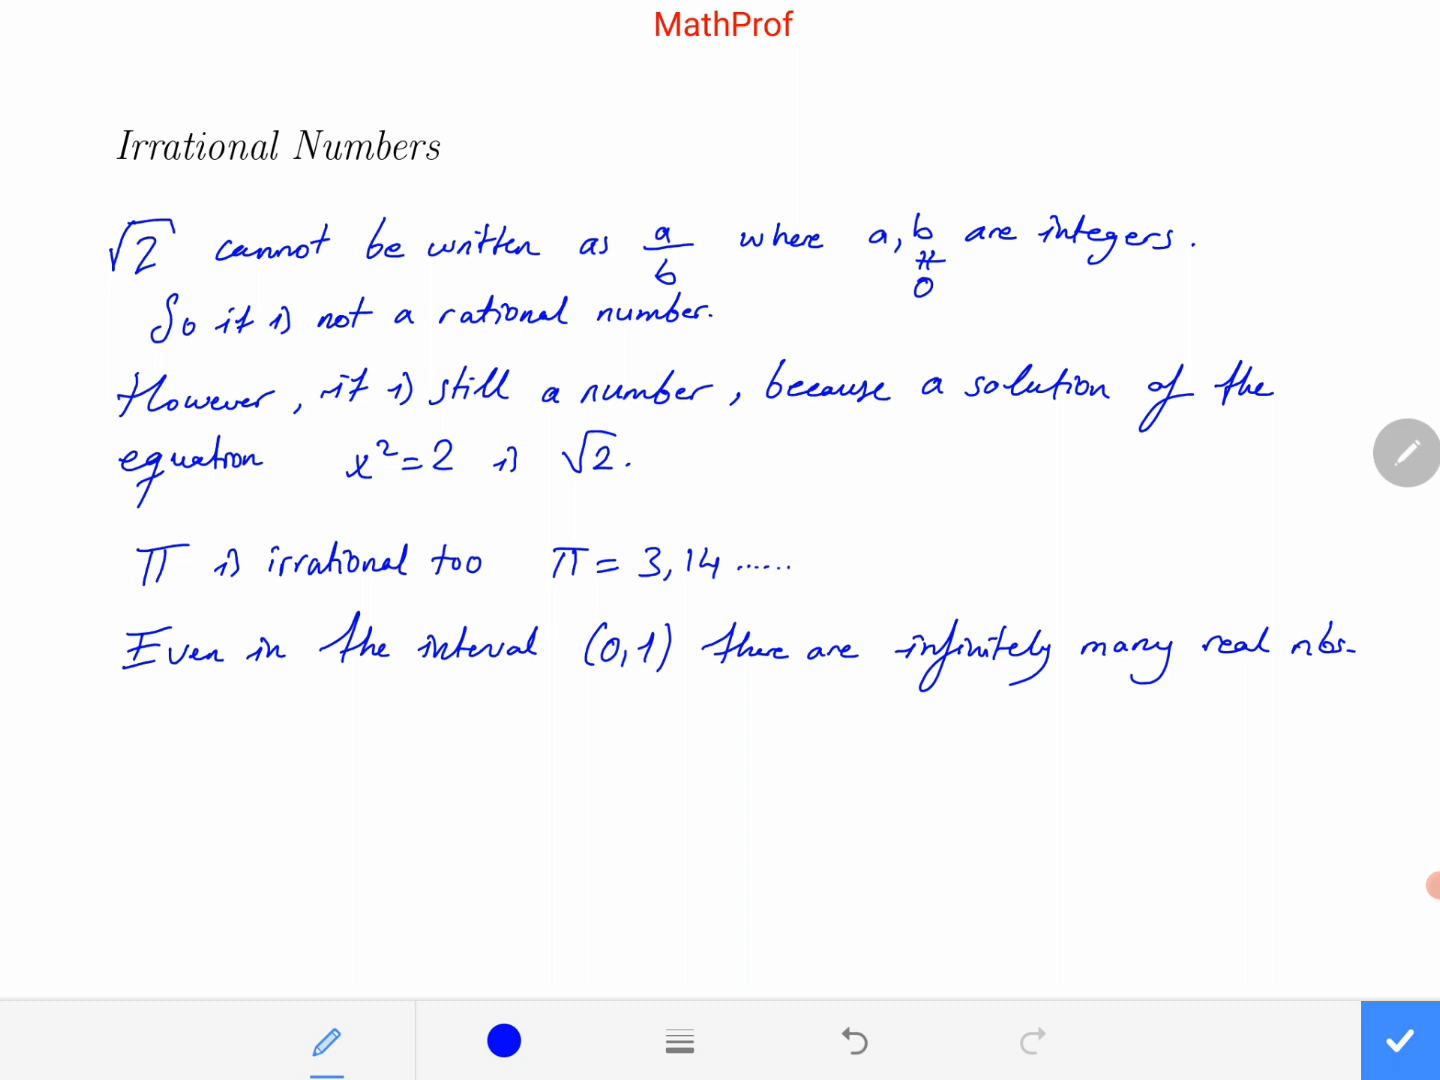 MathProf
Irrational Numbers
√2 cannot be written as a/b where a, b ≠ 0 are integers.
So it is not a rational number.
However, it is still a number, because a solution of the
equation x² = 2 is √2.
π is irrational too π = 3,14 ......
Even in the interval (0,1) there are infinitely many real nbs.